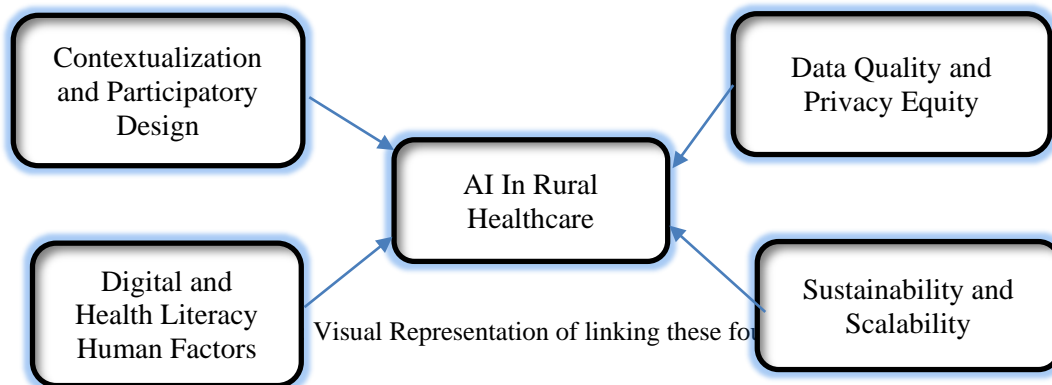 Contextualization
and Participatory
Design
Data Quality and
Privacy Equity
AI In Rural
Healthcare
Digital and
Health Literacy
Human Factors
Sustainability and
Scalability
Visual Representation of linking these